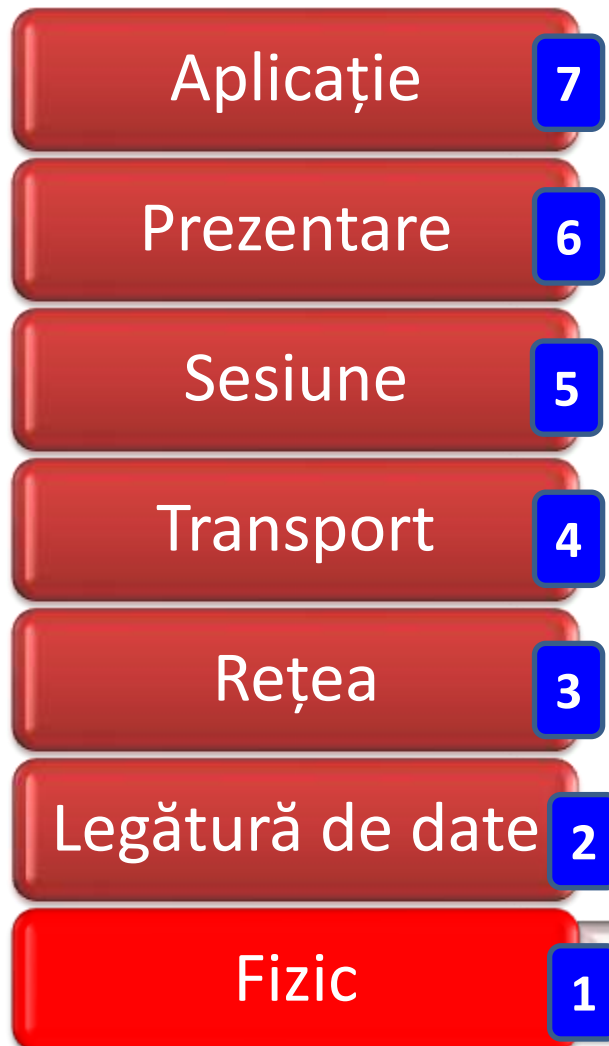 Aplicație 7
Prezentare 6
Sesiune 5
Transport 4
Rețea 3
Legătură de date 2
Fizic 1